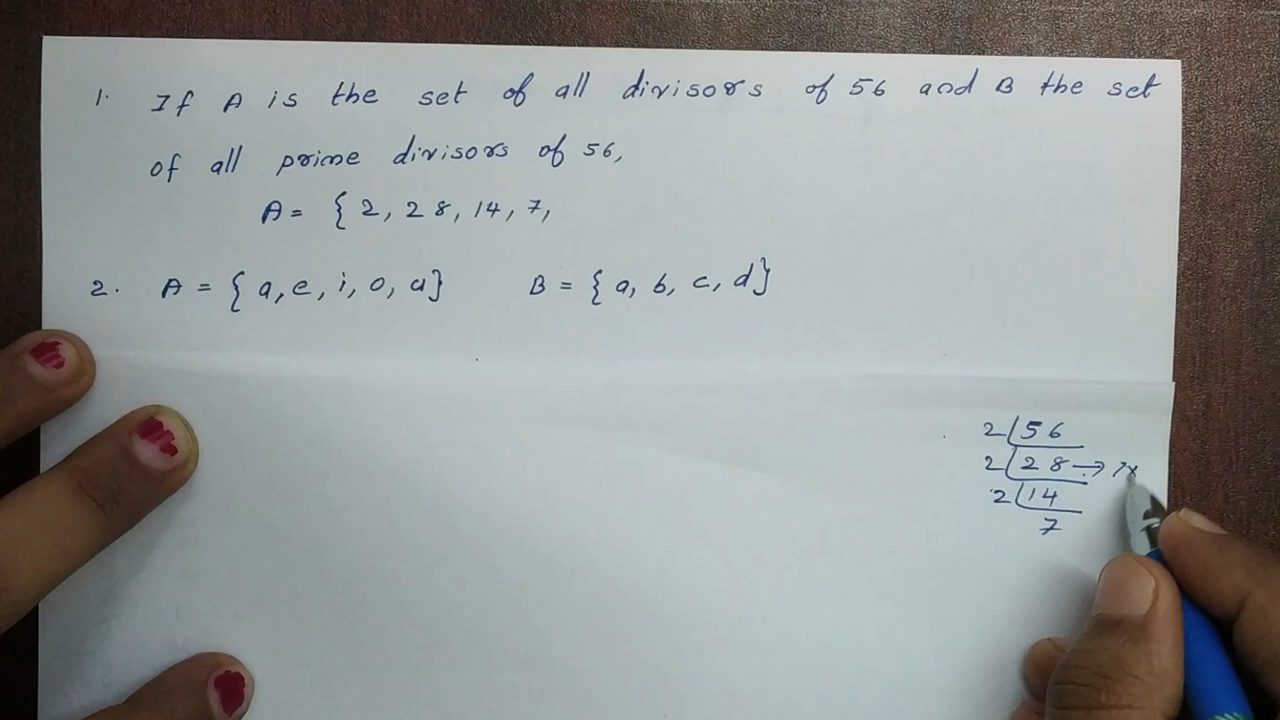 1. If A is the set of all divisors of 56 and B the set
of all prime divisors of 56,
A = { 2, 28, 14, 7,
2. A = { a, e, i, o, u} B = { a, b, c, d}
2 56
2 28 → 7x
2 14
7